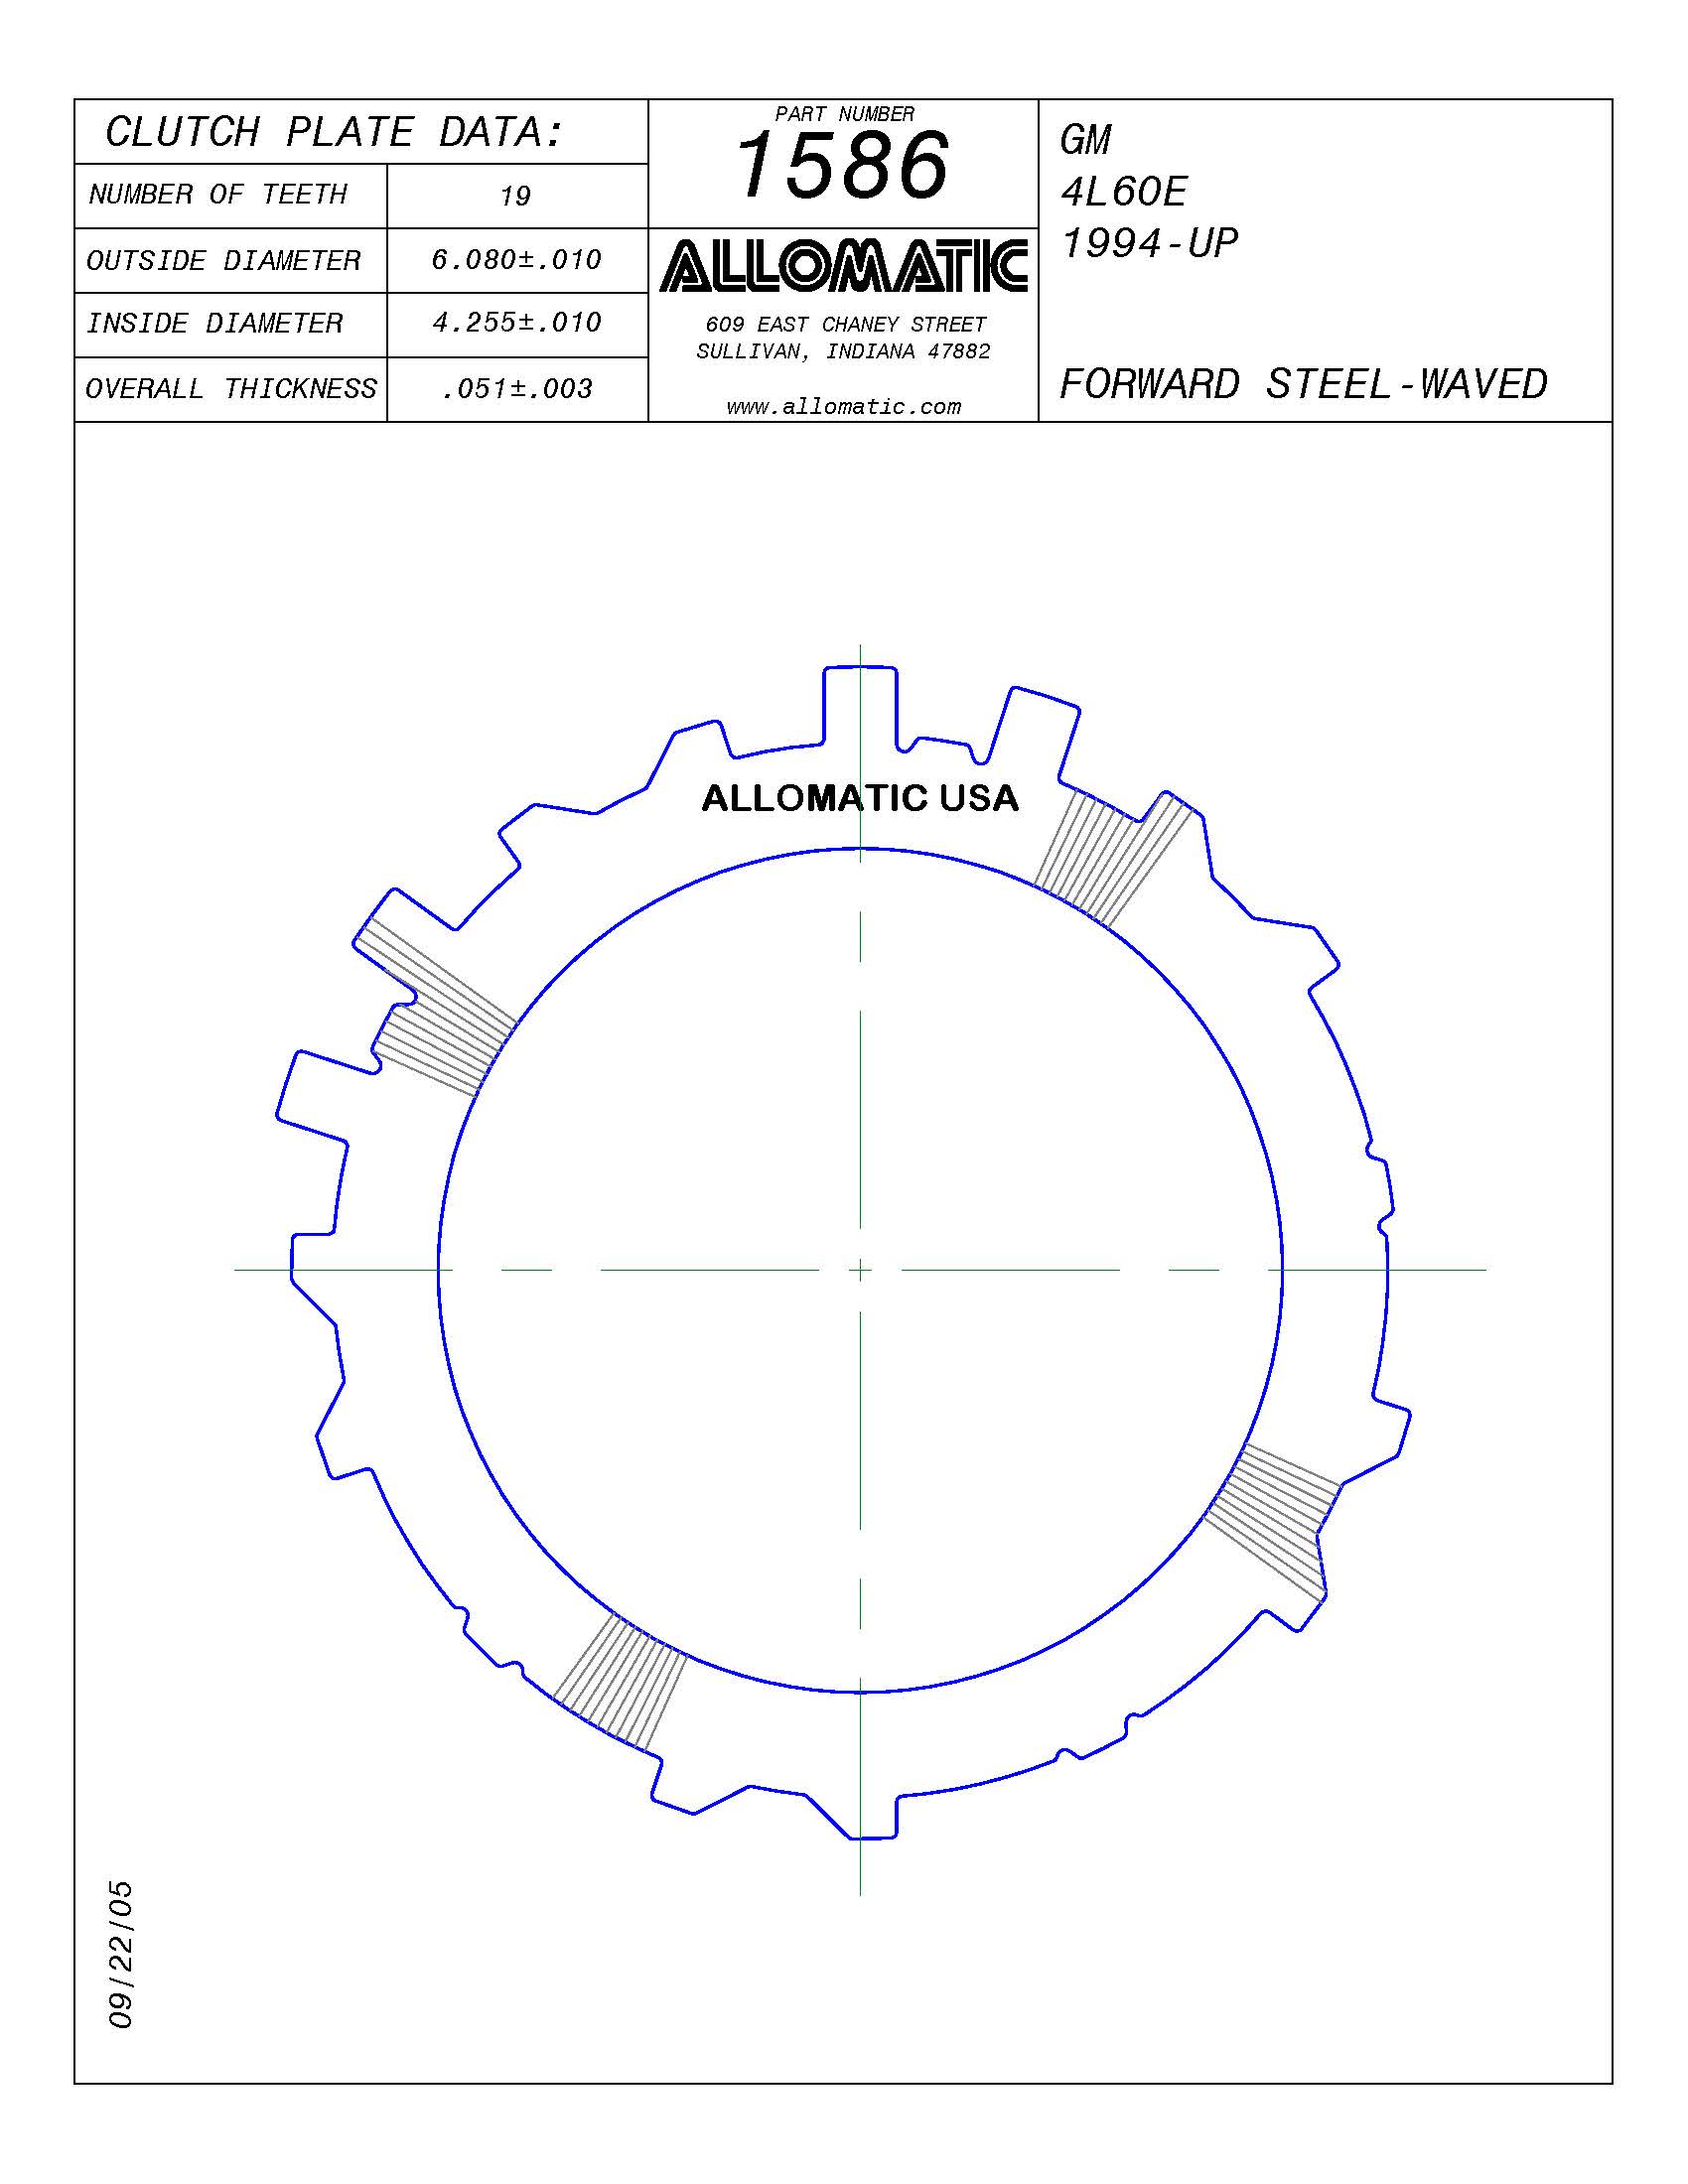 CLUTCH PLATE DATA:
NUMBER OF TEETH 19
OUTSIDE DIAMETER 6.080±.010
INSIDE DIAMETER 4.255±.010
OVERALL THICKNESS .051±.003
PART NUMBER
1586
ALLOMATIC
609 EAST CHANEY STREET
SULLIVAN, INDIANA 47882
www.allomatic.com
GM
4L60E
1994-UP
FORWARD STEEL-WAVED
ALLOMATIC USA
09/22/05